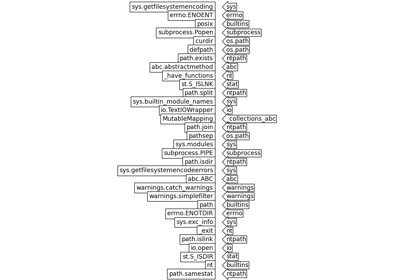 sys.getfilesystemencoding sys
errno.ENOENT errno
posix builtins
subprocess.Popen subprocess
curdir os.path
defpath os.path
path.exists ntpath
abc.abstractmethod abc
_have_functions nt
st.S_ISLNK stat
path.split ntpath
sys.builtin_module_names sys
io.TextIOWrapper io
MutableMapping _collections_abc
path.join ntpath
pathsep os.path
sys.modules sys
subprocess.PIPE subprocess
path.isdir ntpath
sys.getfilesystemencodeerrors sys
abc.ABC abc
warnings.catch_warnings warnings
warnings.simplefilter warnings
path builtins
errno.ENOTDIR errno
sys.exc_info sys
_exit nt
path.islink ntpath
io.open io
st.S_ISDIR stat
nt builtins
path.samestat ntpath